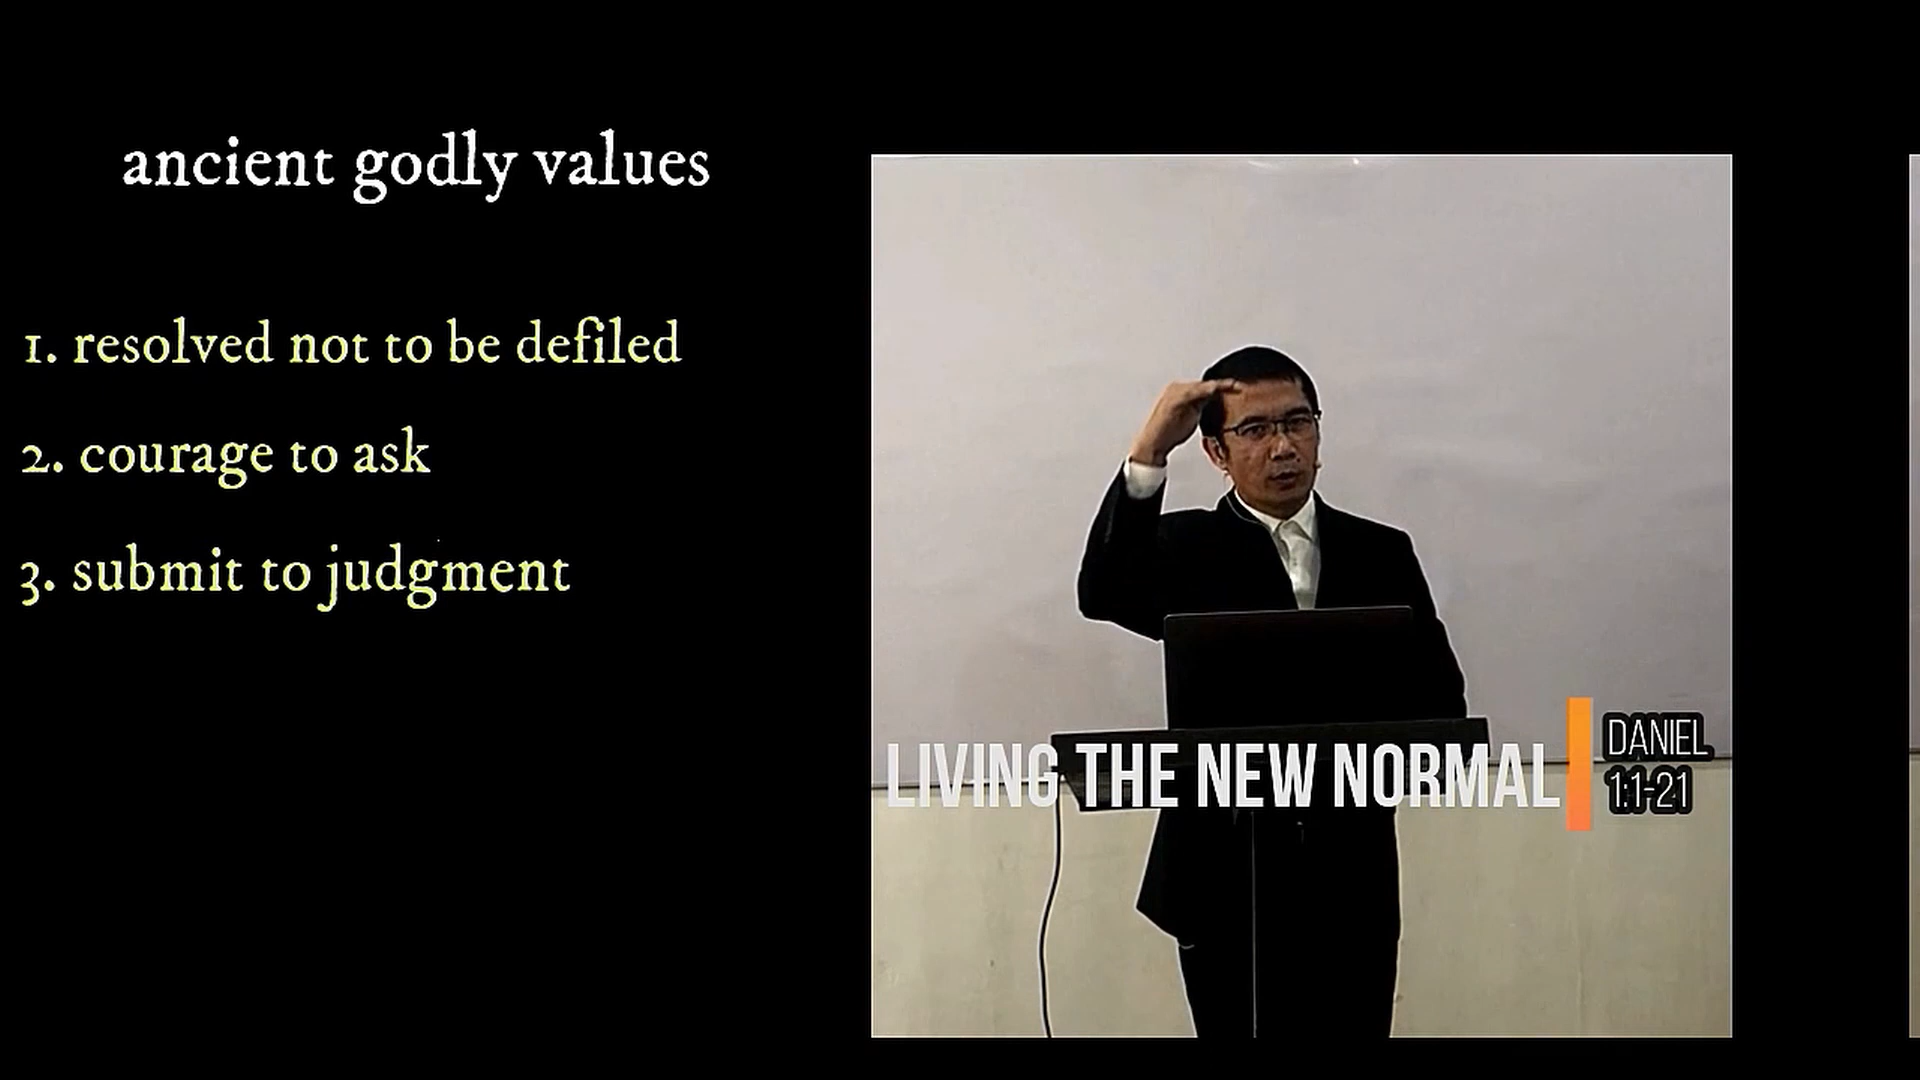 ancient godly values
1. resolved not to be defiled
2. courage to ask
3. submit to judgment
LIVING THE NEW NORMAL
DANIEL
1:1-21